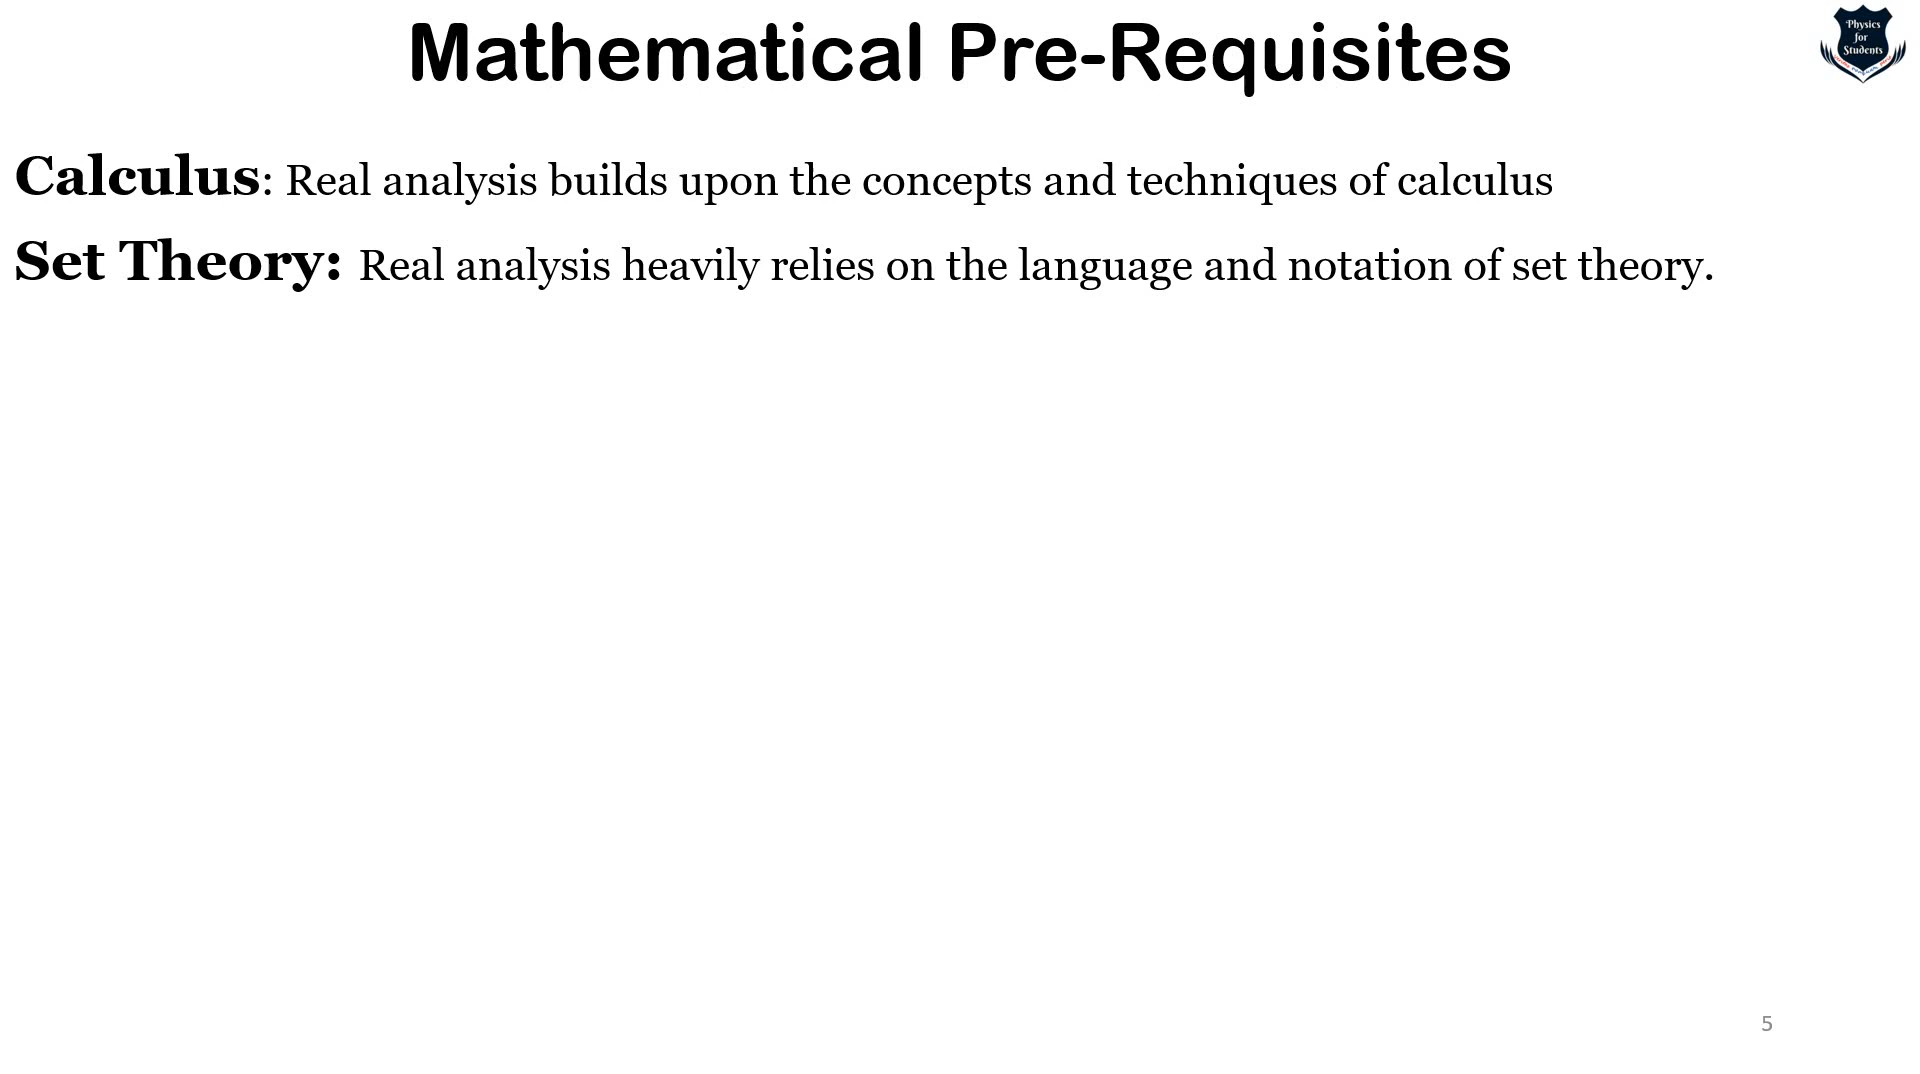 Mathematical Pre-Requisites
Physics
for
Students
Calculus: Real analysis builds upon the concepts and techniques of calculus
Set Theory: Real analysis heavily relies on the language and notation of set theory.
5